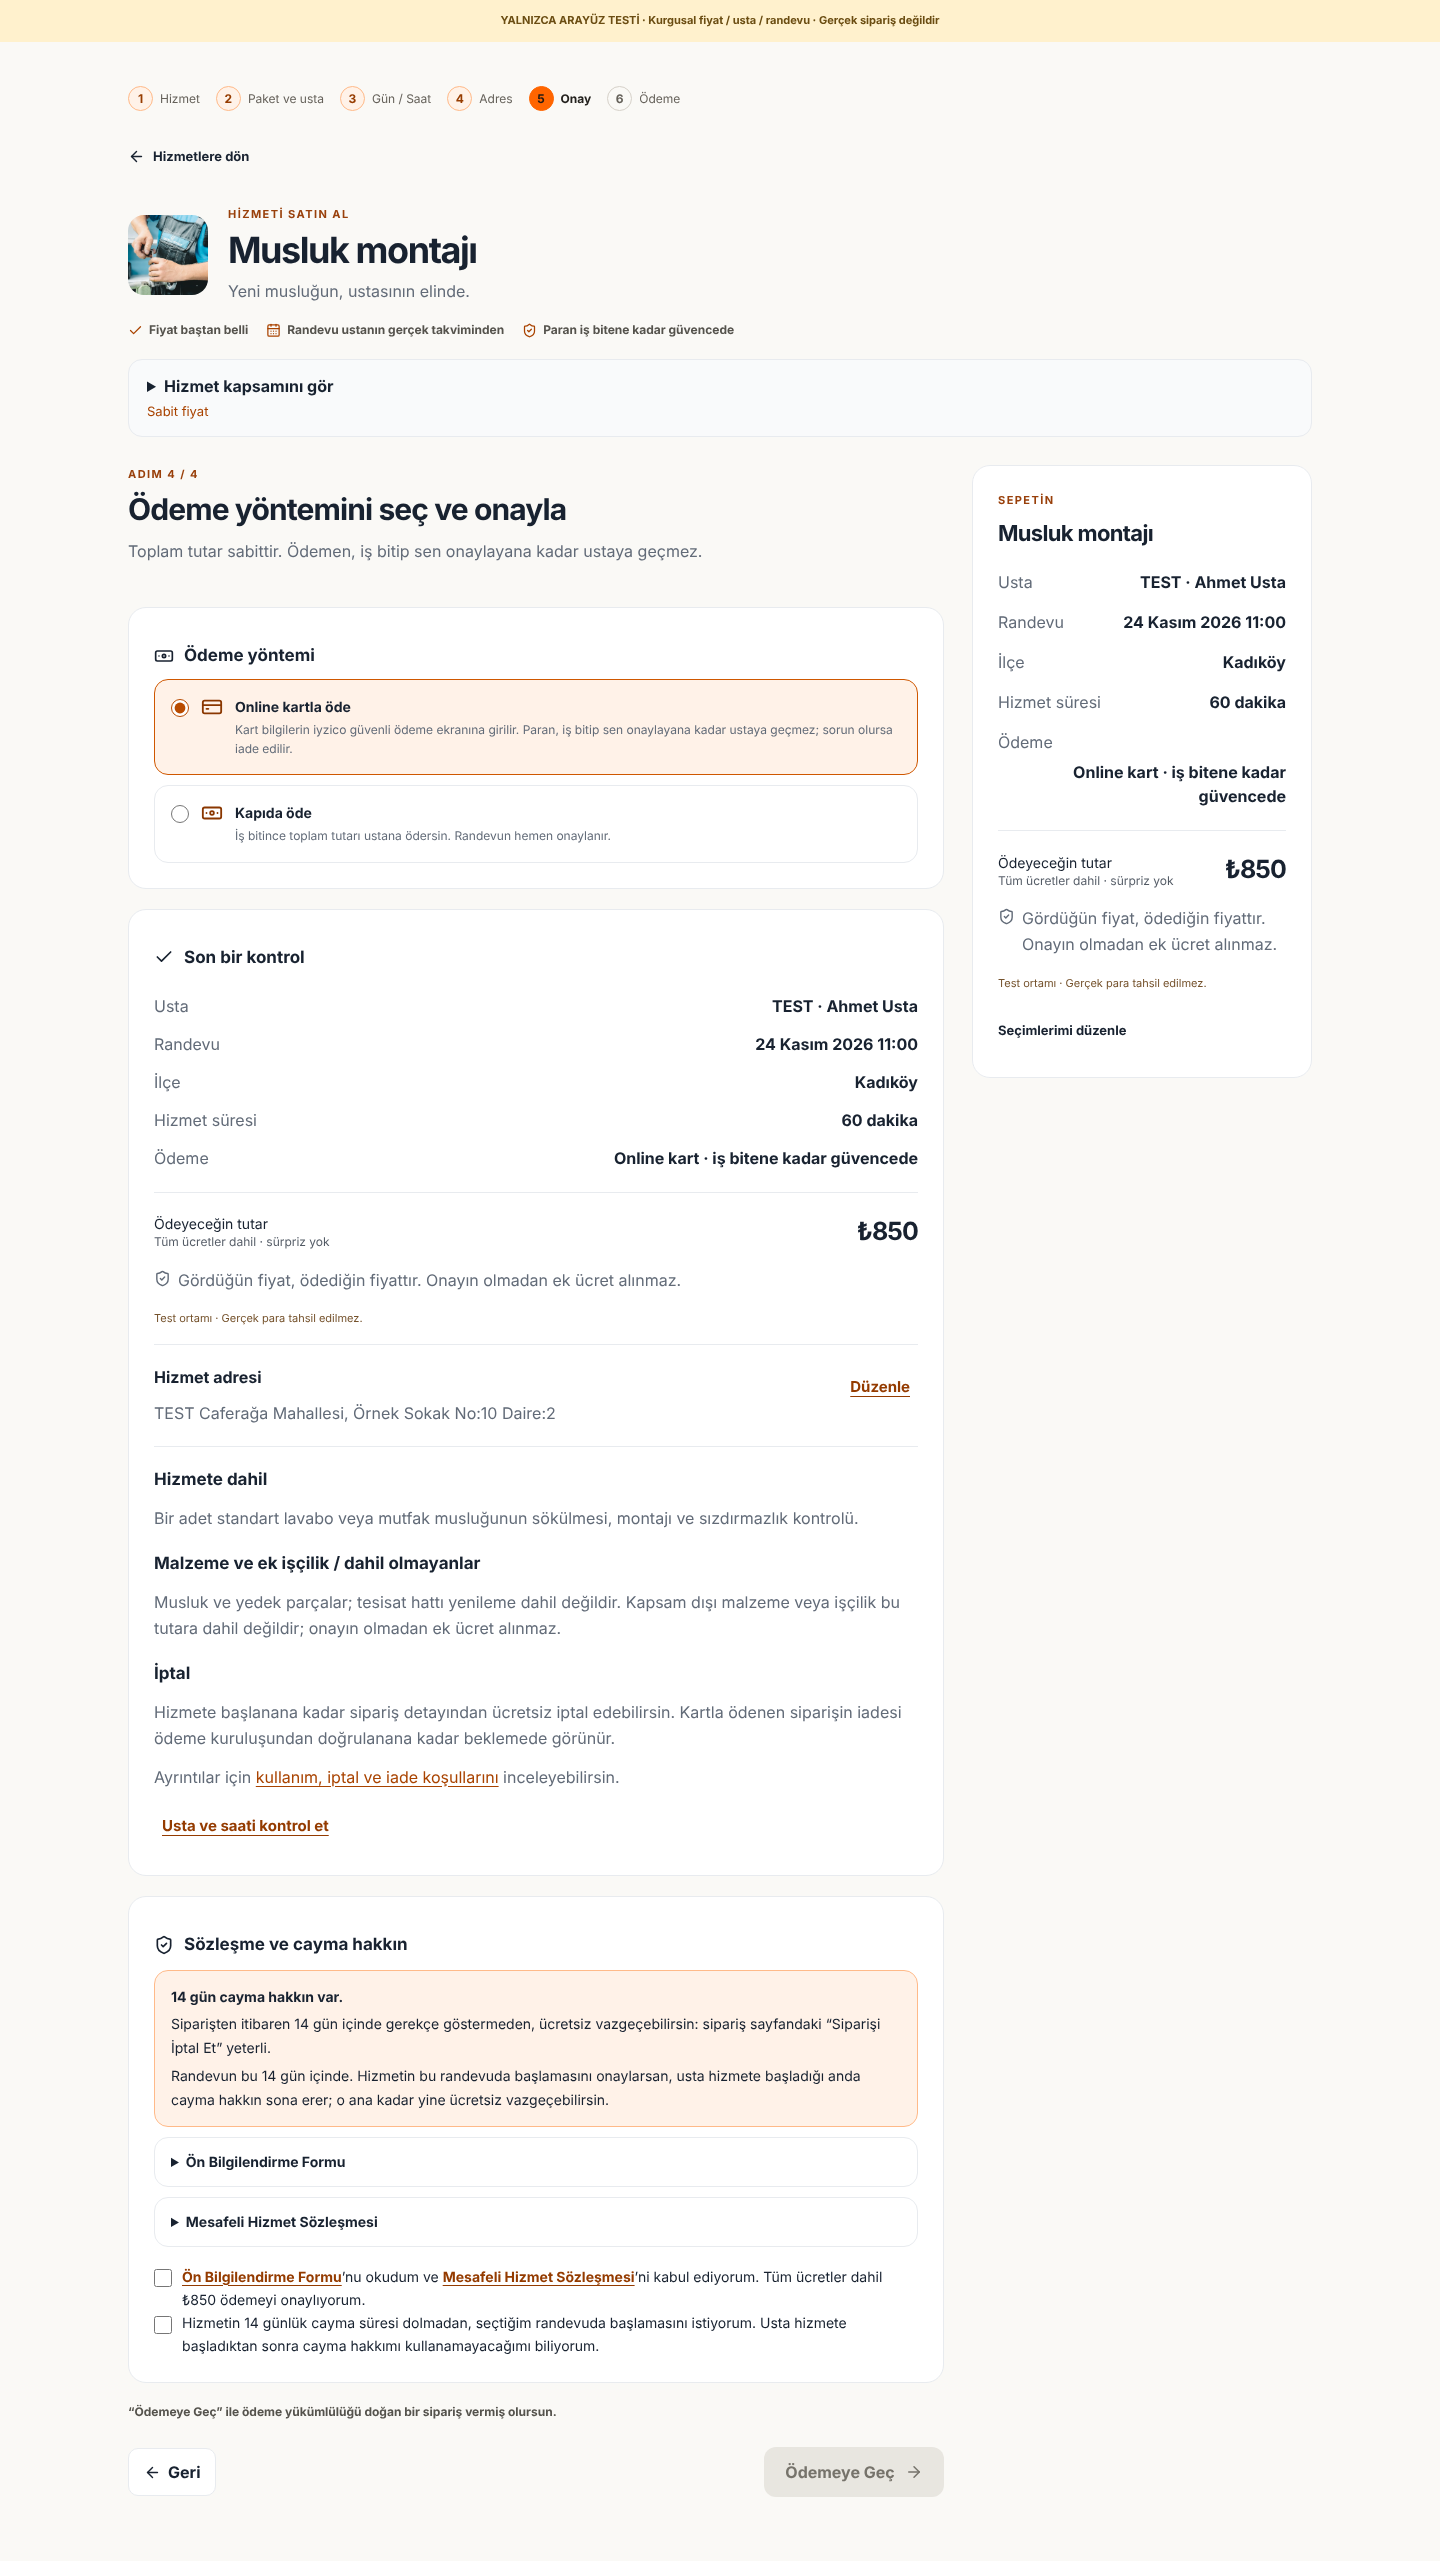 YALNIZCA ARAYÜZ TESTİ · Kurgusal fiyat / usta / randevu · Gerçek sipariş değildir
1 Hizmet 2 Paket ve usta 3 Gün / Saat 4 Adres 5 Onay 6 Ödeme
← Hizmetlere dön
HİZMETİ SATIN AL
Musluk montajı
Yeni musluğun, ustasının elinde.
Fiyat baştan belli Randevu ustanın gerçek takviminden Paran iş bitene kadar güvencede
Hizmet kapsamını gör
Sabit fiyat
ADIM 4 / 4
Ödeme yöntemini seç ve onayla
Toplam tutar sabittir. Ödemen, iş bitip sen onaylayana kadar ustaya geçmez.
Ödeme yöntemi
Online kartla öde
Kart bilgilerin iyzico güvenli ödeme ekranına girilir. Paran, iş bitip sen onaylayana kadar ustaya geçmez; sorun olursa
iade edilir.
Kapıda öde
İş bitince toplam tutarı ustana ödersin. Randevun hemen onaylanır.
Son bir kontrol
Usta TEST · Ahmet Usta
Randevu 24 Kasım 2026 11:00
İlçe Kadıköy
Hizmet süresi 60 dakika
Ödeme Online kart · iş bitene kadar güvencede
Ödeyeceğin tutar ₺850
Tüm ücretler dahil · sürpriz yok
Gördüğün fiyat, ödediğin fiyattır. Onayın olmadan ek ücret alınmaz.
Test ortamı · Gerçek para tahsil edilmez.
Hizmet adresi
Düzenle
TEST Caferağa Mahallesi, Örnek Sokak No:10 Daire:2
Hizmete dahil
Bir adet standart lavabo veya mutfak musluğunun sökülmesi, montajı ve sızdırmazlık kontrolü.
Malzeme ve ek işçilik / dahil olmayanlar
Musluk ve yedek parçalar; tesisat hattı yenileme dahil değildir. Kapsam dışı malzeme veya işçilik bu
tutara dahil değildir; onayın olmadan ek ücret alınmaz.
İptal
Hizmete başlanana kadar sipariş detayından ücretsiz iptal edebilirsin. Kartla ödenen siparişin iadesi
ödeme kuruluşundan doğrulanana kadar beklemede görünür.
Ayrıntılar için kullanım, iptal ve iade koşullarını inceleyebilirsin.
Usta ve saati kontrol et
Sözleşme ve cayma hakkın
14 gün cayma hakkın var.
Siparişten itibaren 14 gün içinde gerekçe göstermeden, ücretsiz vazgeçebilirsin: sipariş sayfandaki “Siparişi
İptal Et” yeterli.
Randevun bu 14 gün içinde. Hizmetin bu randevuda başlamasını onaylarsan, usta hizmete başladığı anda
cayma hakkın sona erer; o ana kadar yine ücretsiz vazgeçebilirsin.
Ön Bilgilendirme Formu
Mesafeli Hizmet Sözleşmesi
Ön Bilgilendirme Formu’nu okudum ve Mesafeli Hizmet Sözleşmesi’ni kabul ediyorum. Tüm ücretler dahil
₺850 ödemeyi onaylıyorum.
Hizmetin 14 günlük cayma süresi dolmadan, seçtiğim randevuda başlamasını istiyorum. Usta hizmete
başladıktan sonra cayma hakkımı kullanamayacağımı biliyorum.
“Ödemeye Geç” ile ödeme yükümlülüğü doğan bir sipariş vermiş olursun.
← Geri
Ödemeye Geç →
SEPETİN
Musluk montajı
Usta TEST · Ahmet Usta
Randevu 24 Kasım 2026 11:00
İlçe Kadıköy
Hizmet süresi 60 dakika
Ödeme
Online kart · iş bitene kadar
güvencede
Ödeyeceğin tutar ₺850
Tüm ücretler dahil · sürpriz yok
Gördüğün fiyat, ödediğin fiyattır.
Onayın olmadan ek ücret alınmaz.
Test ortamı · Gerçek para tahsil edilmez.
Seçimlerimi düzenle